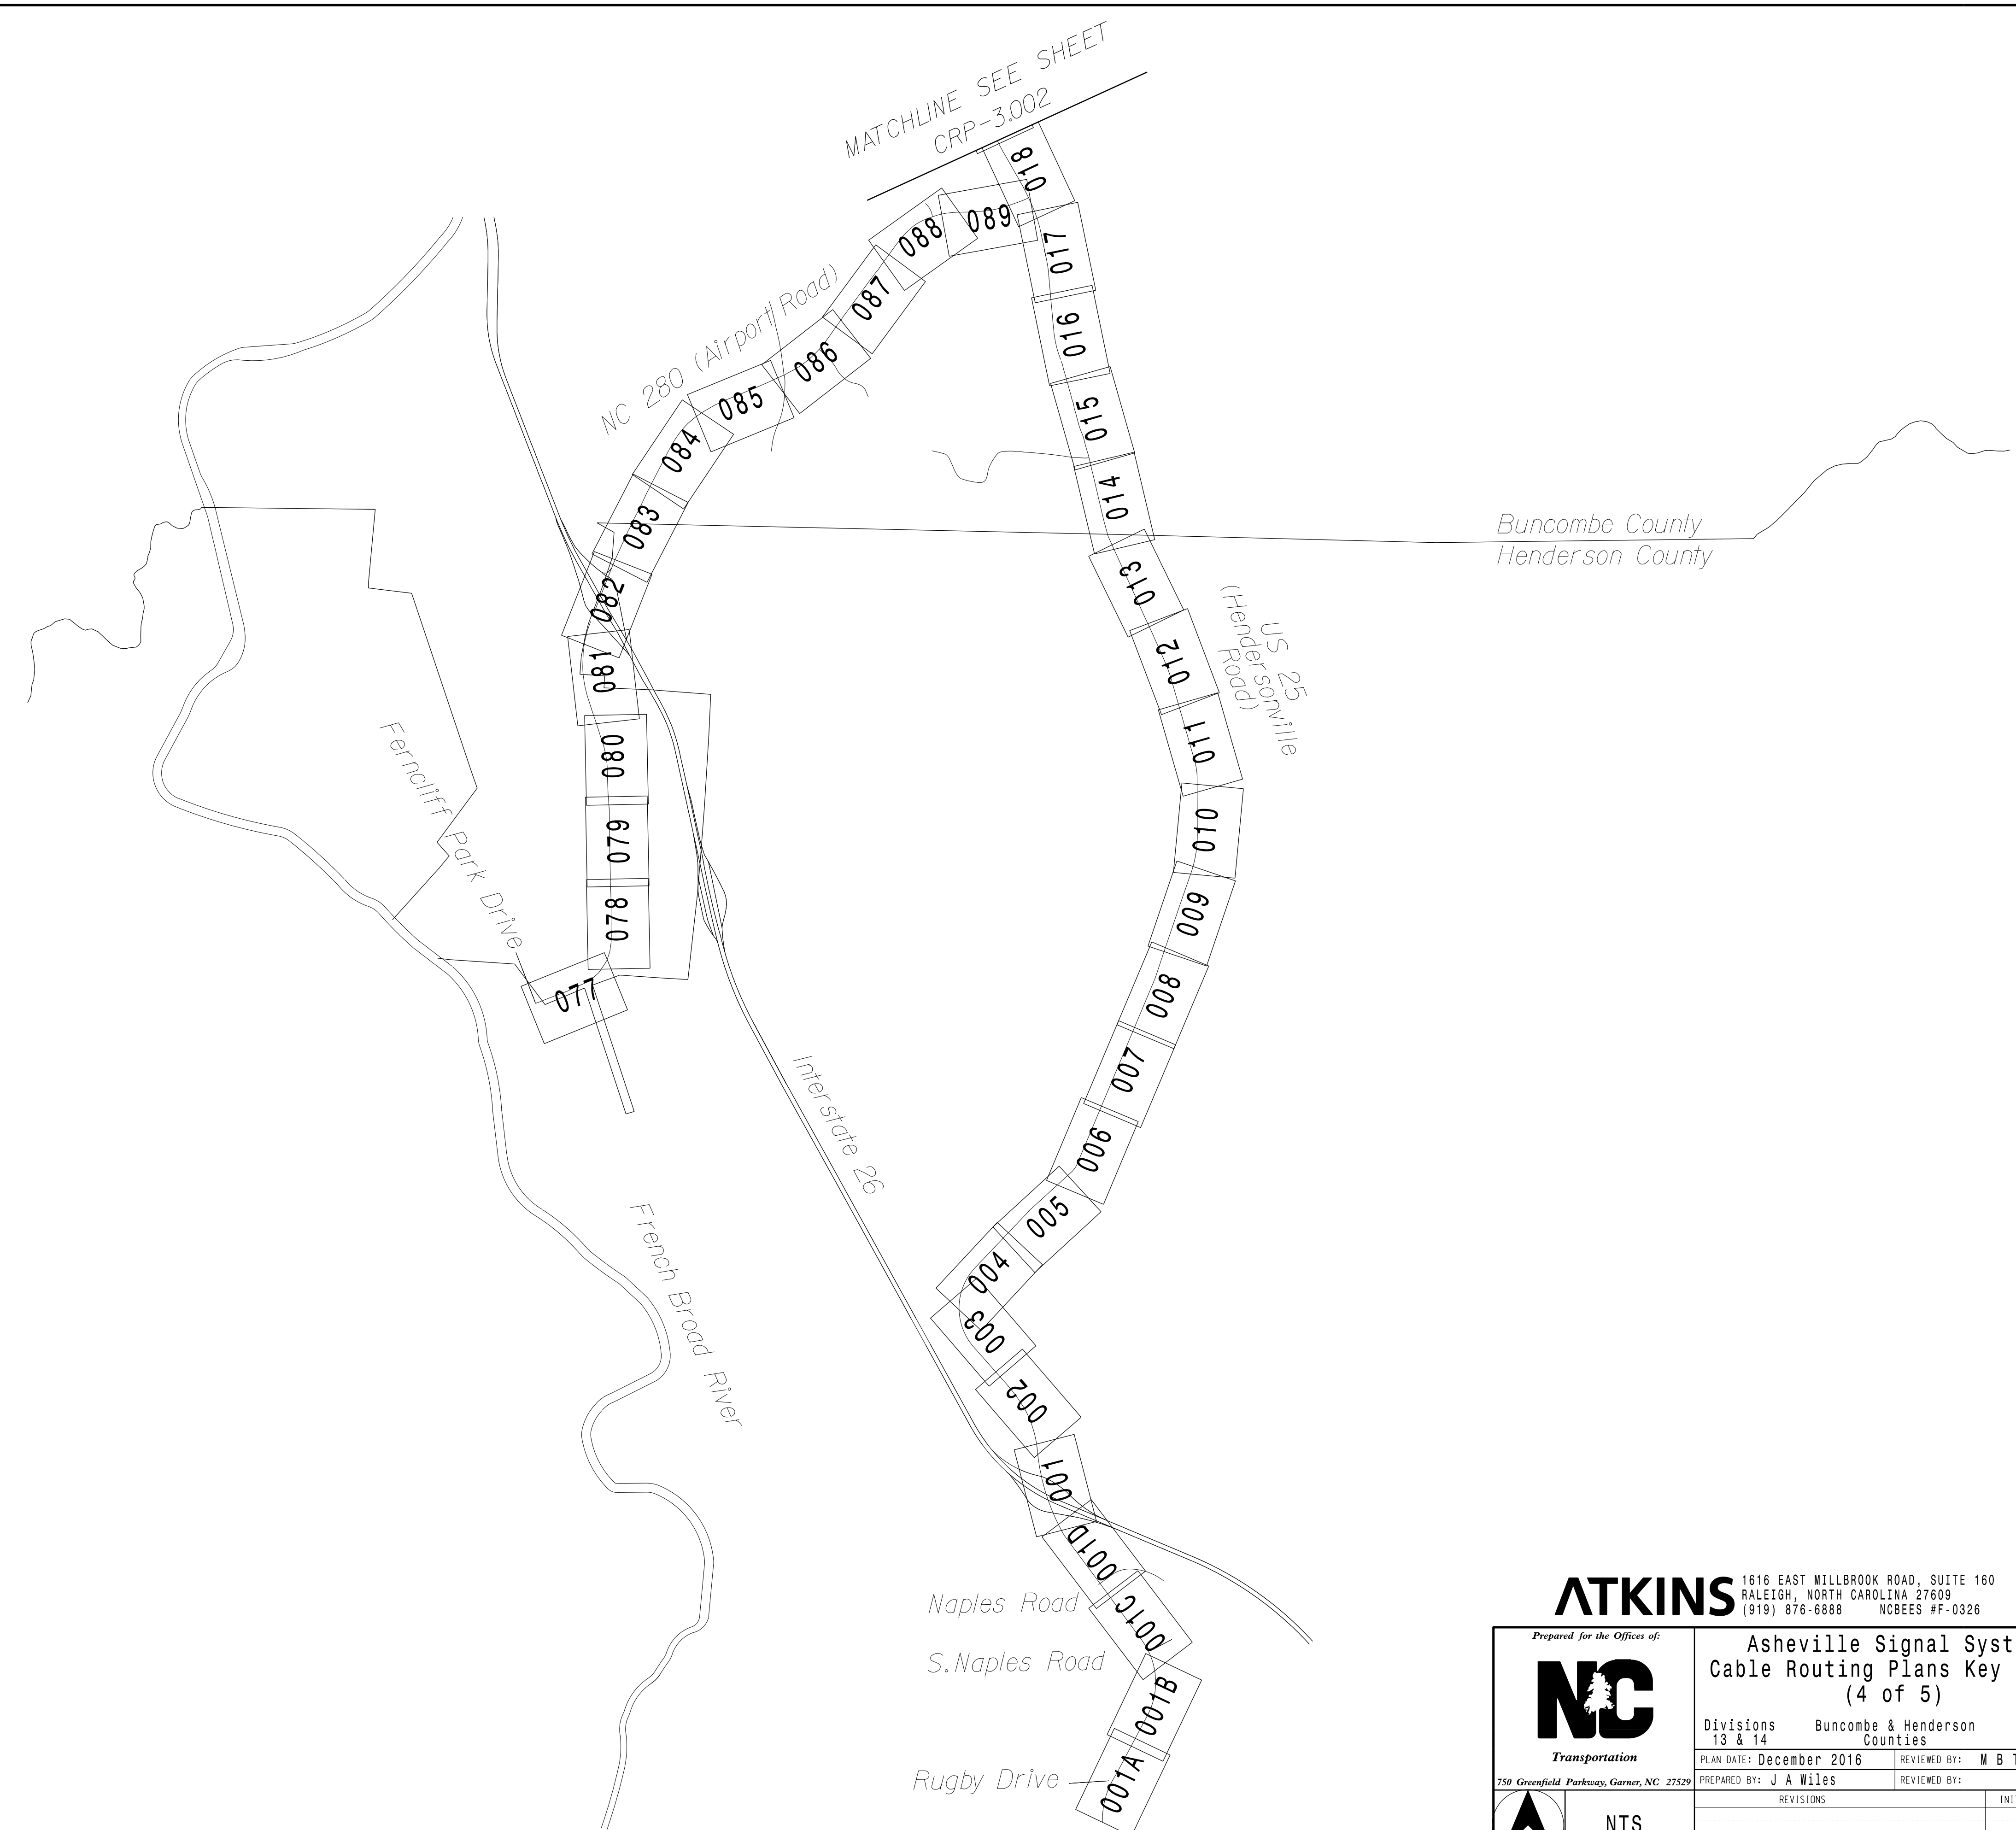 MATCHLINE SEE SHEET
CRP-3.002
018
089
088
017
087
NC 280 (Airport Road)
016
086
085
015
084
014
083
Buncombe County
Henderson County
013
082
US 25
(Hendersonville
Road)
012
081
011
080
Ferncliff Park Drive
010
079
009
078
008
077
007
Interstate 26
006
005
French Broad River
004
003
002
001
001D
Naples Road
001C
S.Naples Road
001B
Rugby Drive
001A
ATKINS
1616 EAST MILLBROOK ROAD, SUITE 160
RALEIGH, NORTH CAROLINA 27609
(919) 876-6888 NCBEES #F-0326
Prepared for the Offices of:
NC
Transportation
750 Greenfield Parkway, Garner, NC 27529
Asheville Signal Syst
Cable Routing Plans Key
(4 of 5)
Divisions
13 & 14
Buncombe & Henderson
Counties
PLAN DATE: December 2016
REVIEWED BY: M B
PREPARED BY: J A Wiles
REVIEWED BY:
REVISIONS
INI
NTS